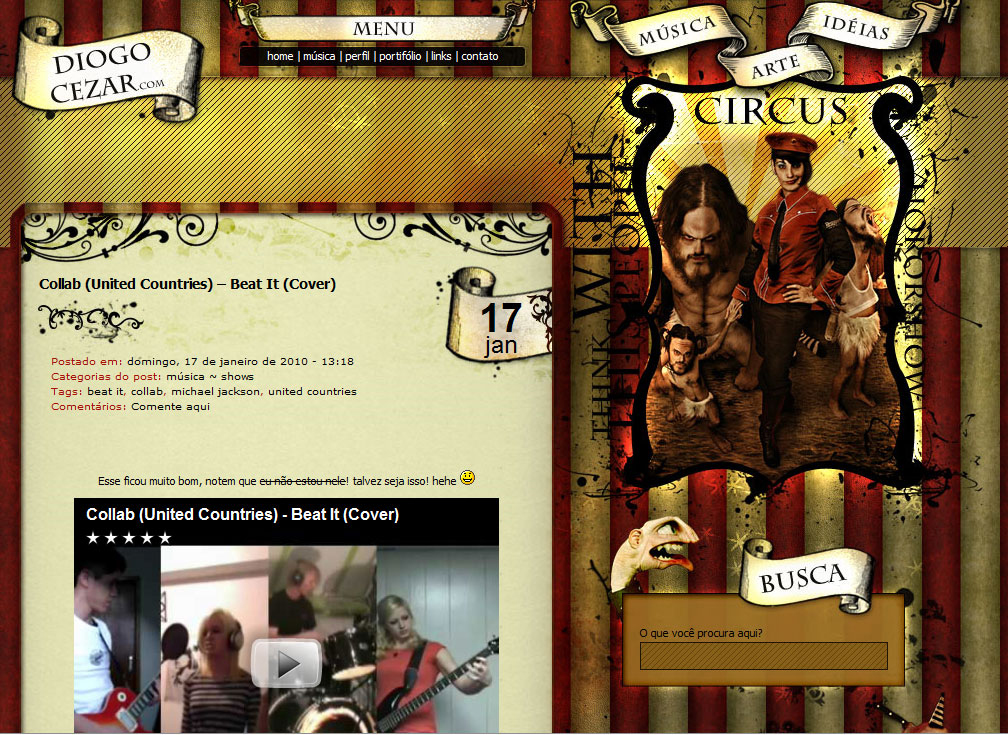 DIOGO
CEZAR.COM
MENU
home | música | perfil | portifólio | links | contato
MÚSICA
ARTE
IDÉIAS
CIRCUS
THINK WITH
Collab (United Countries) – Beat It (Cover)
17
jan
Postado em: domingo, 17 de janeiro de 2010 - 13:18
Categorias do post: música ~ shows
Tags: beat it, collab, michael jackson, united countries
Comentários: Comente aqui
Esse ficou muito bom, notem que eu não estou nele! talvez seja isso! hehe
Collab (United Countries) - Beat It (Cover)
BUSCA
O que você procura aqui?